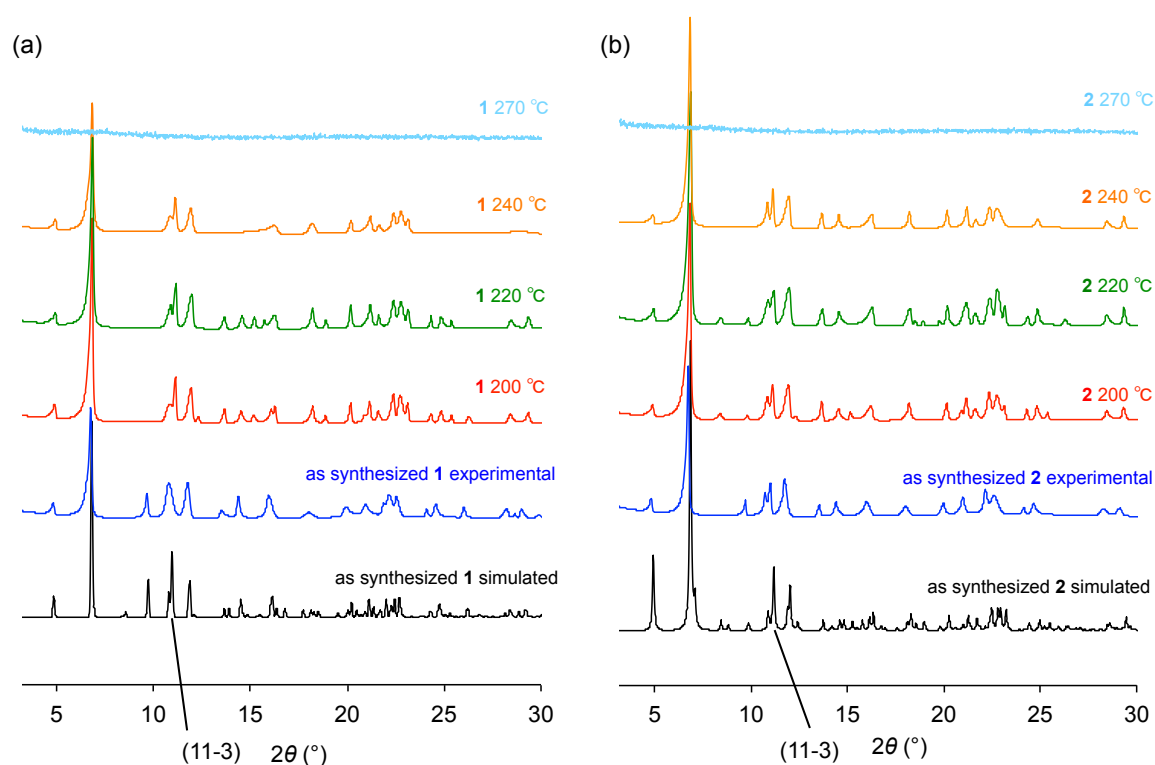 (a)
1 270 °C
1 240 °C
1 220 °C
1 200 °C
as synthesized 1 experimental
as synthesized 1 simulated
5 10 15 20 25 30
(11-3) 2θ (°)
(b)
2 270 °C
2 240 °C
2 220 °C
2 200 °C
as synthesized 2 experimental
as synthesized 2 simulated
5 10 15 20 25 30
(11-3) 2θ (°)